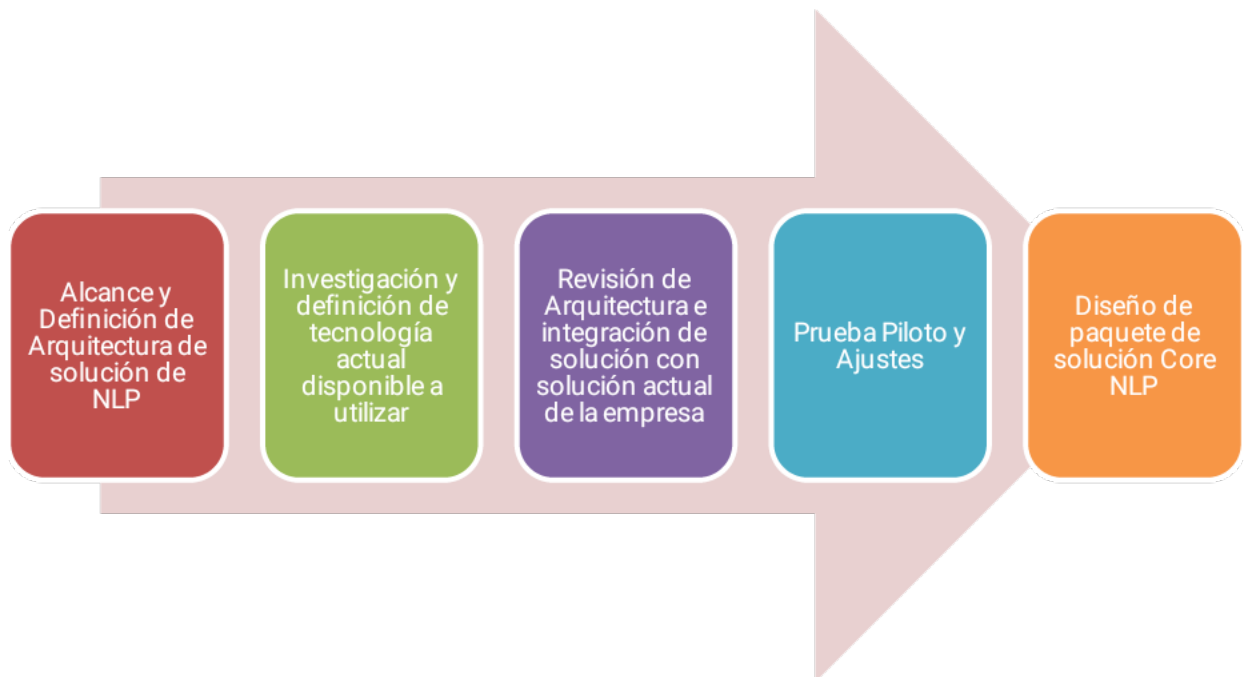 Alcance y
Definición de
Arquitectura de
solución de
NLP
Investigación y
definición de
tecnología
actual
disponible a
utilizar
Revisión de
Arquitectura e
integración de
solución con
solución actual
de la empresa
Prueba Piloto y
Ajustes
Diseño de
paquete de
solución Core
NLP